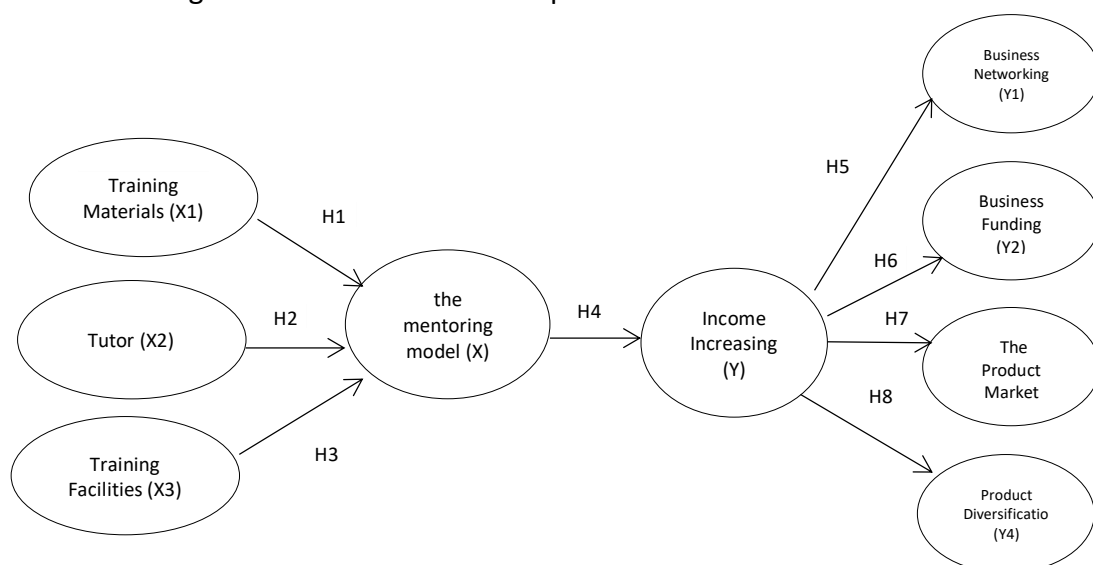 Business
Networking
(Y1)
H5
Training
Materials (X1)
H1
Business
Funding
(Y2)
H6
the
mentoring
model (X)
H4
Income
Increasing
(Y)
H7
Tutor (X2)
H2
The
Product
Market
H8
Training
Facilities (X3)
H3
Product
Diversificatio
(Y4)